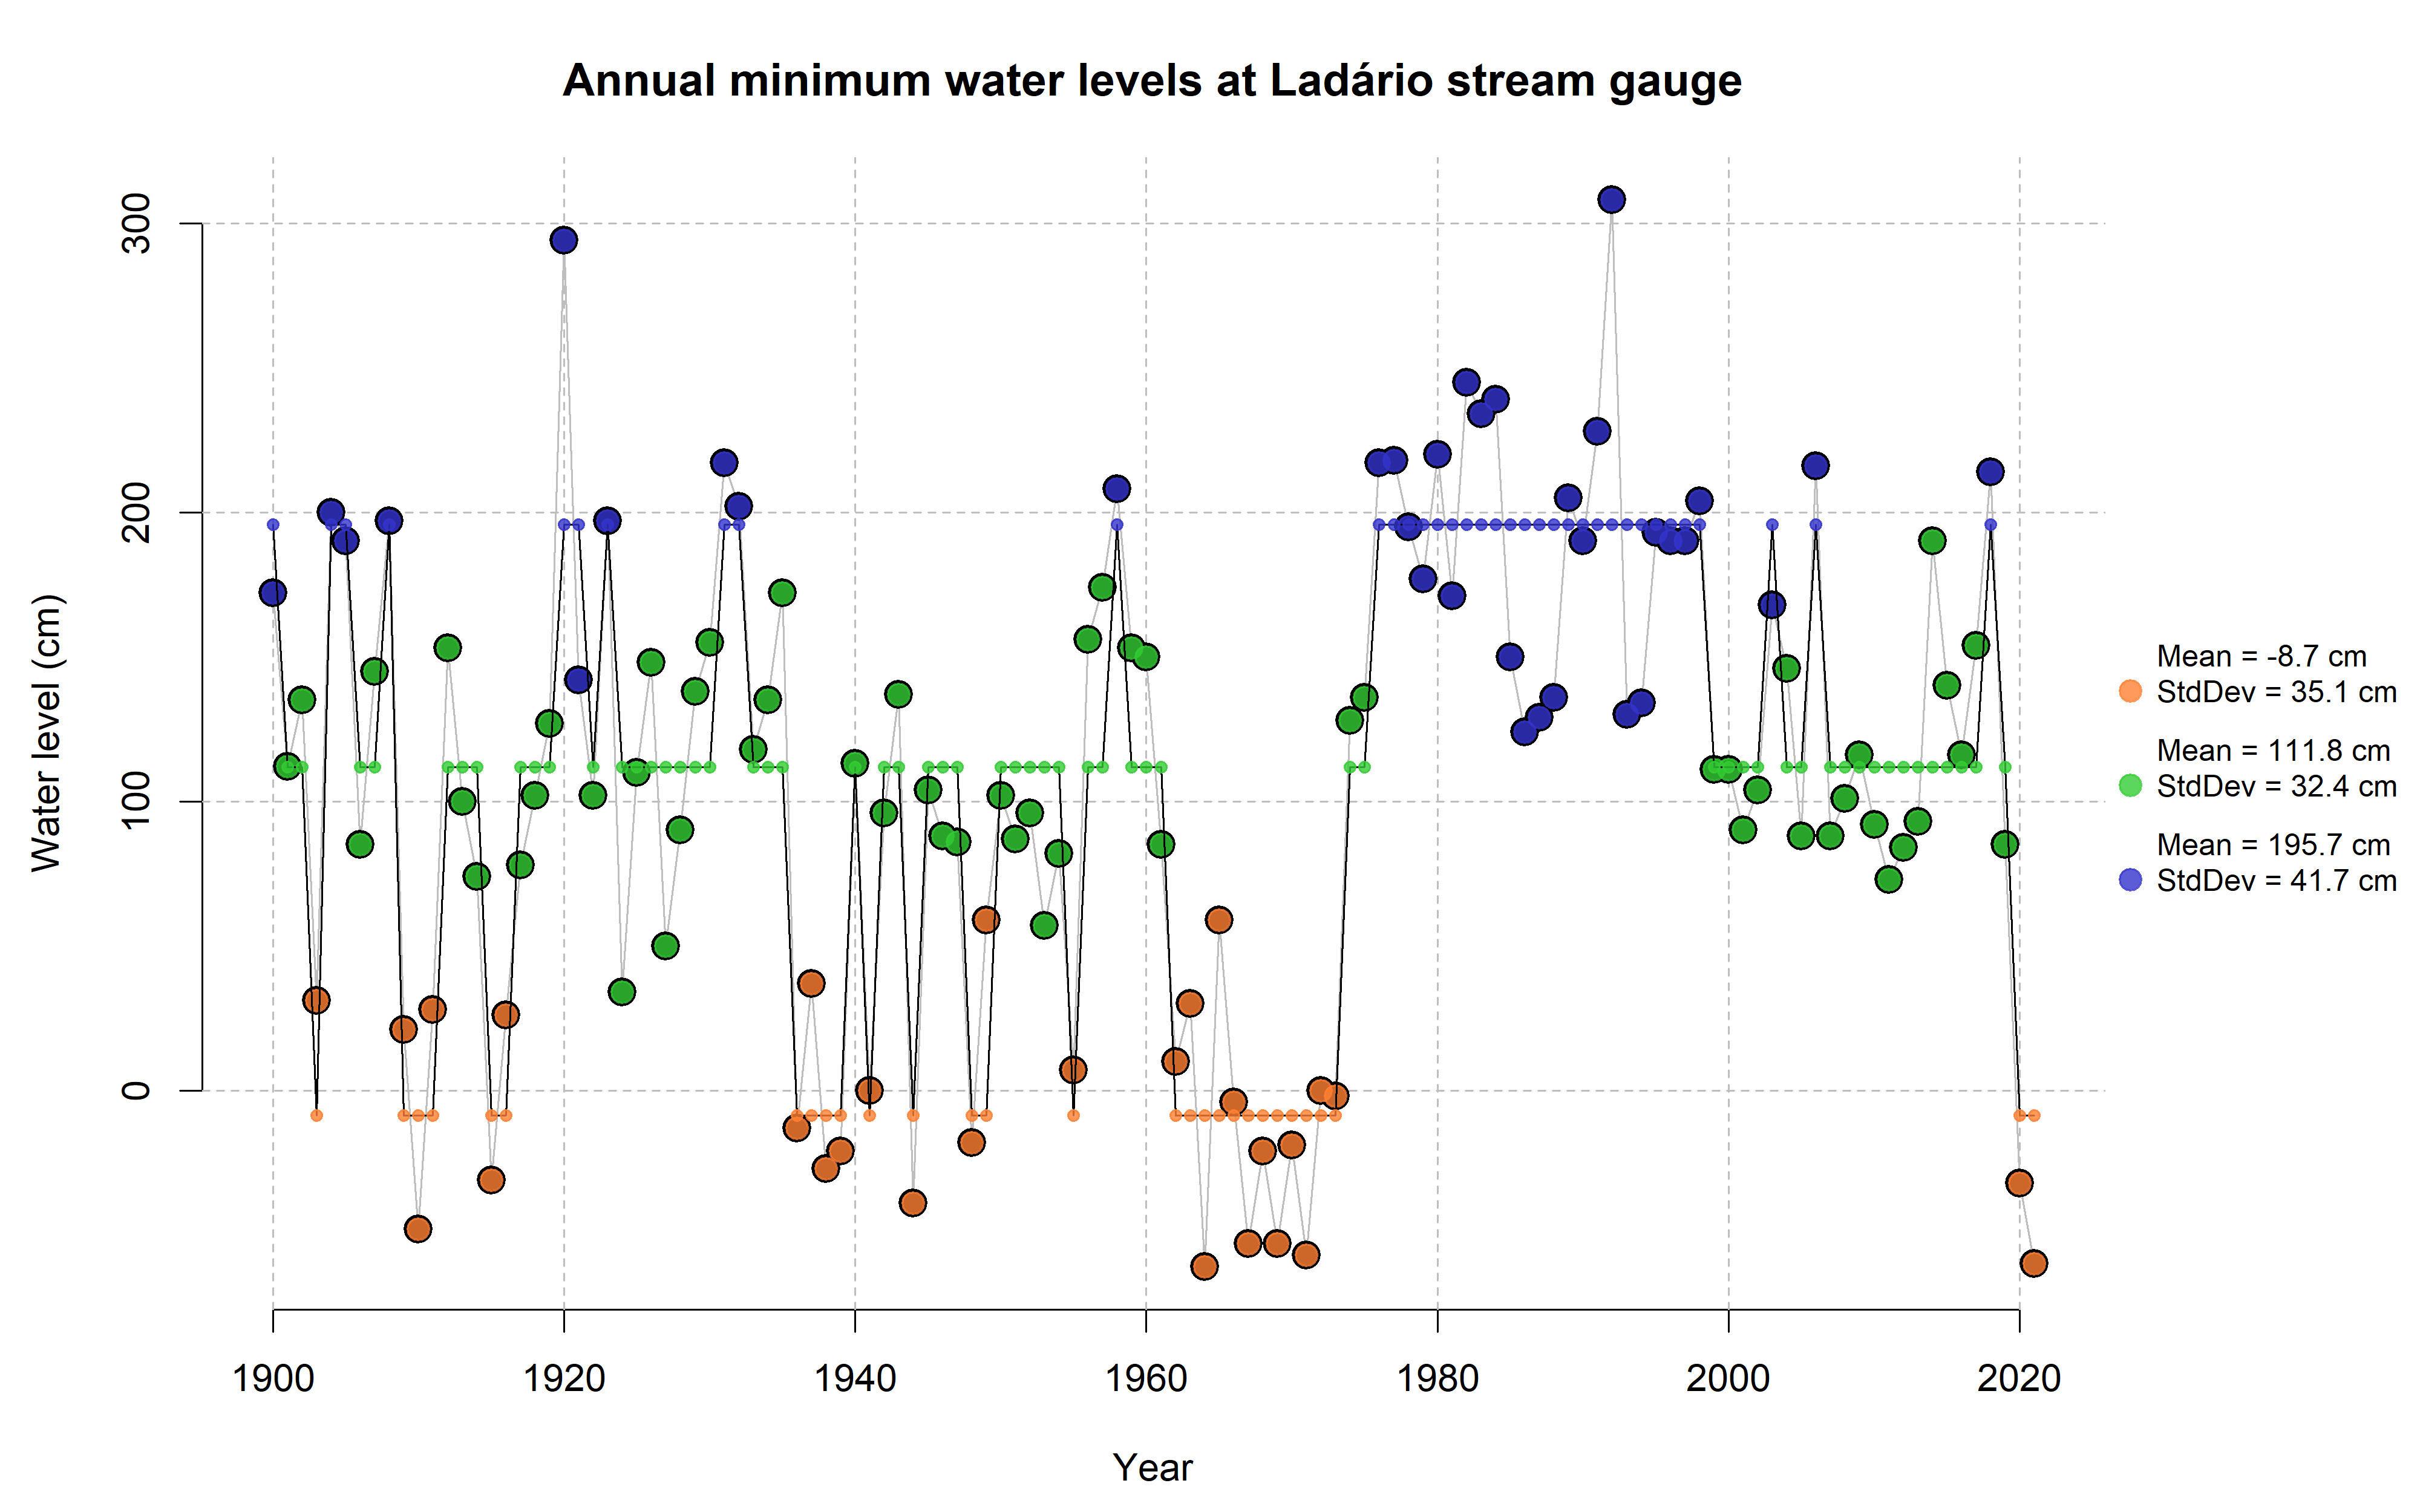 Annual minimum water levels at Ladário stream gauge
Water level (cm)
300
200
100
0
1900 1920 1940 1960 1980 2000 2020
Year
Mean = -8.7 cm
StdDev = 35.1 cm
Mean = 111.8 cm
StdDev = 32.4 cm
Mean = 195.7 cm
StdDev = 41.7 cm